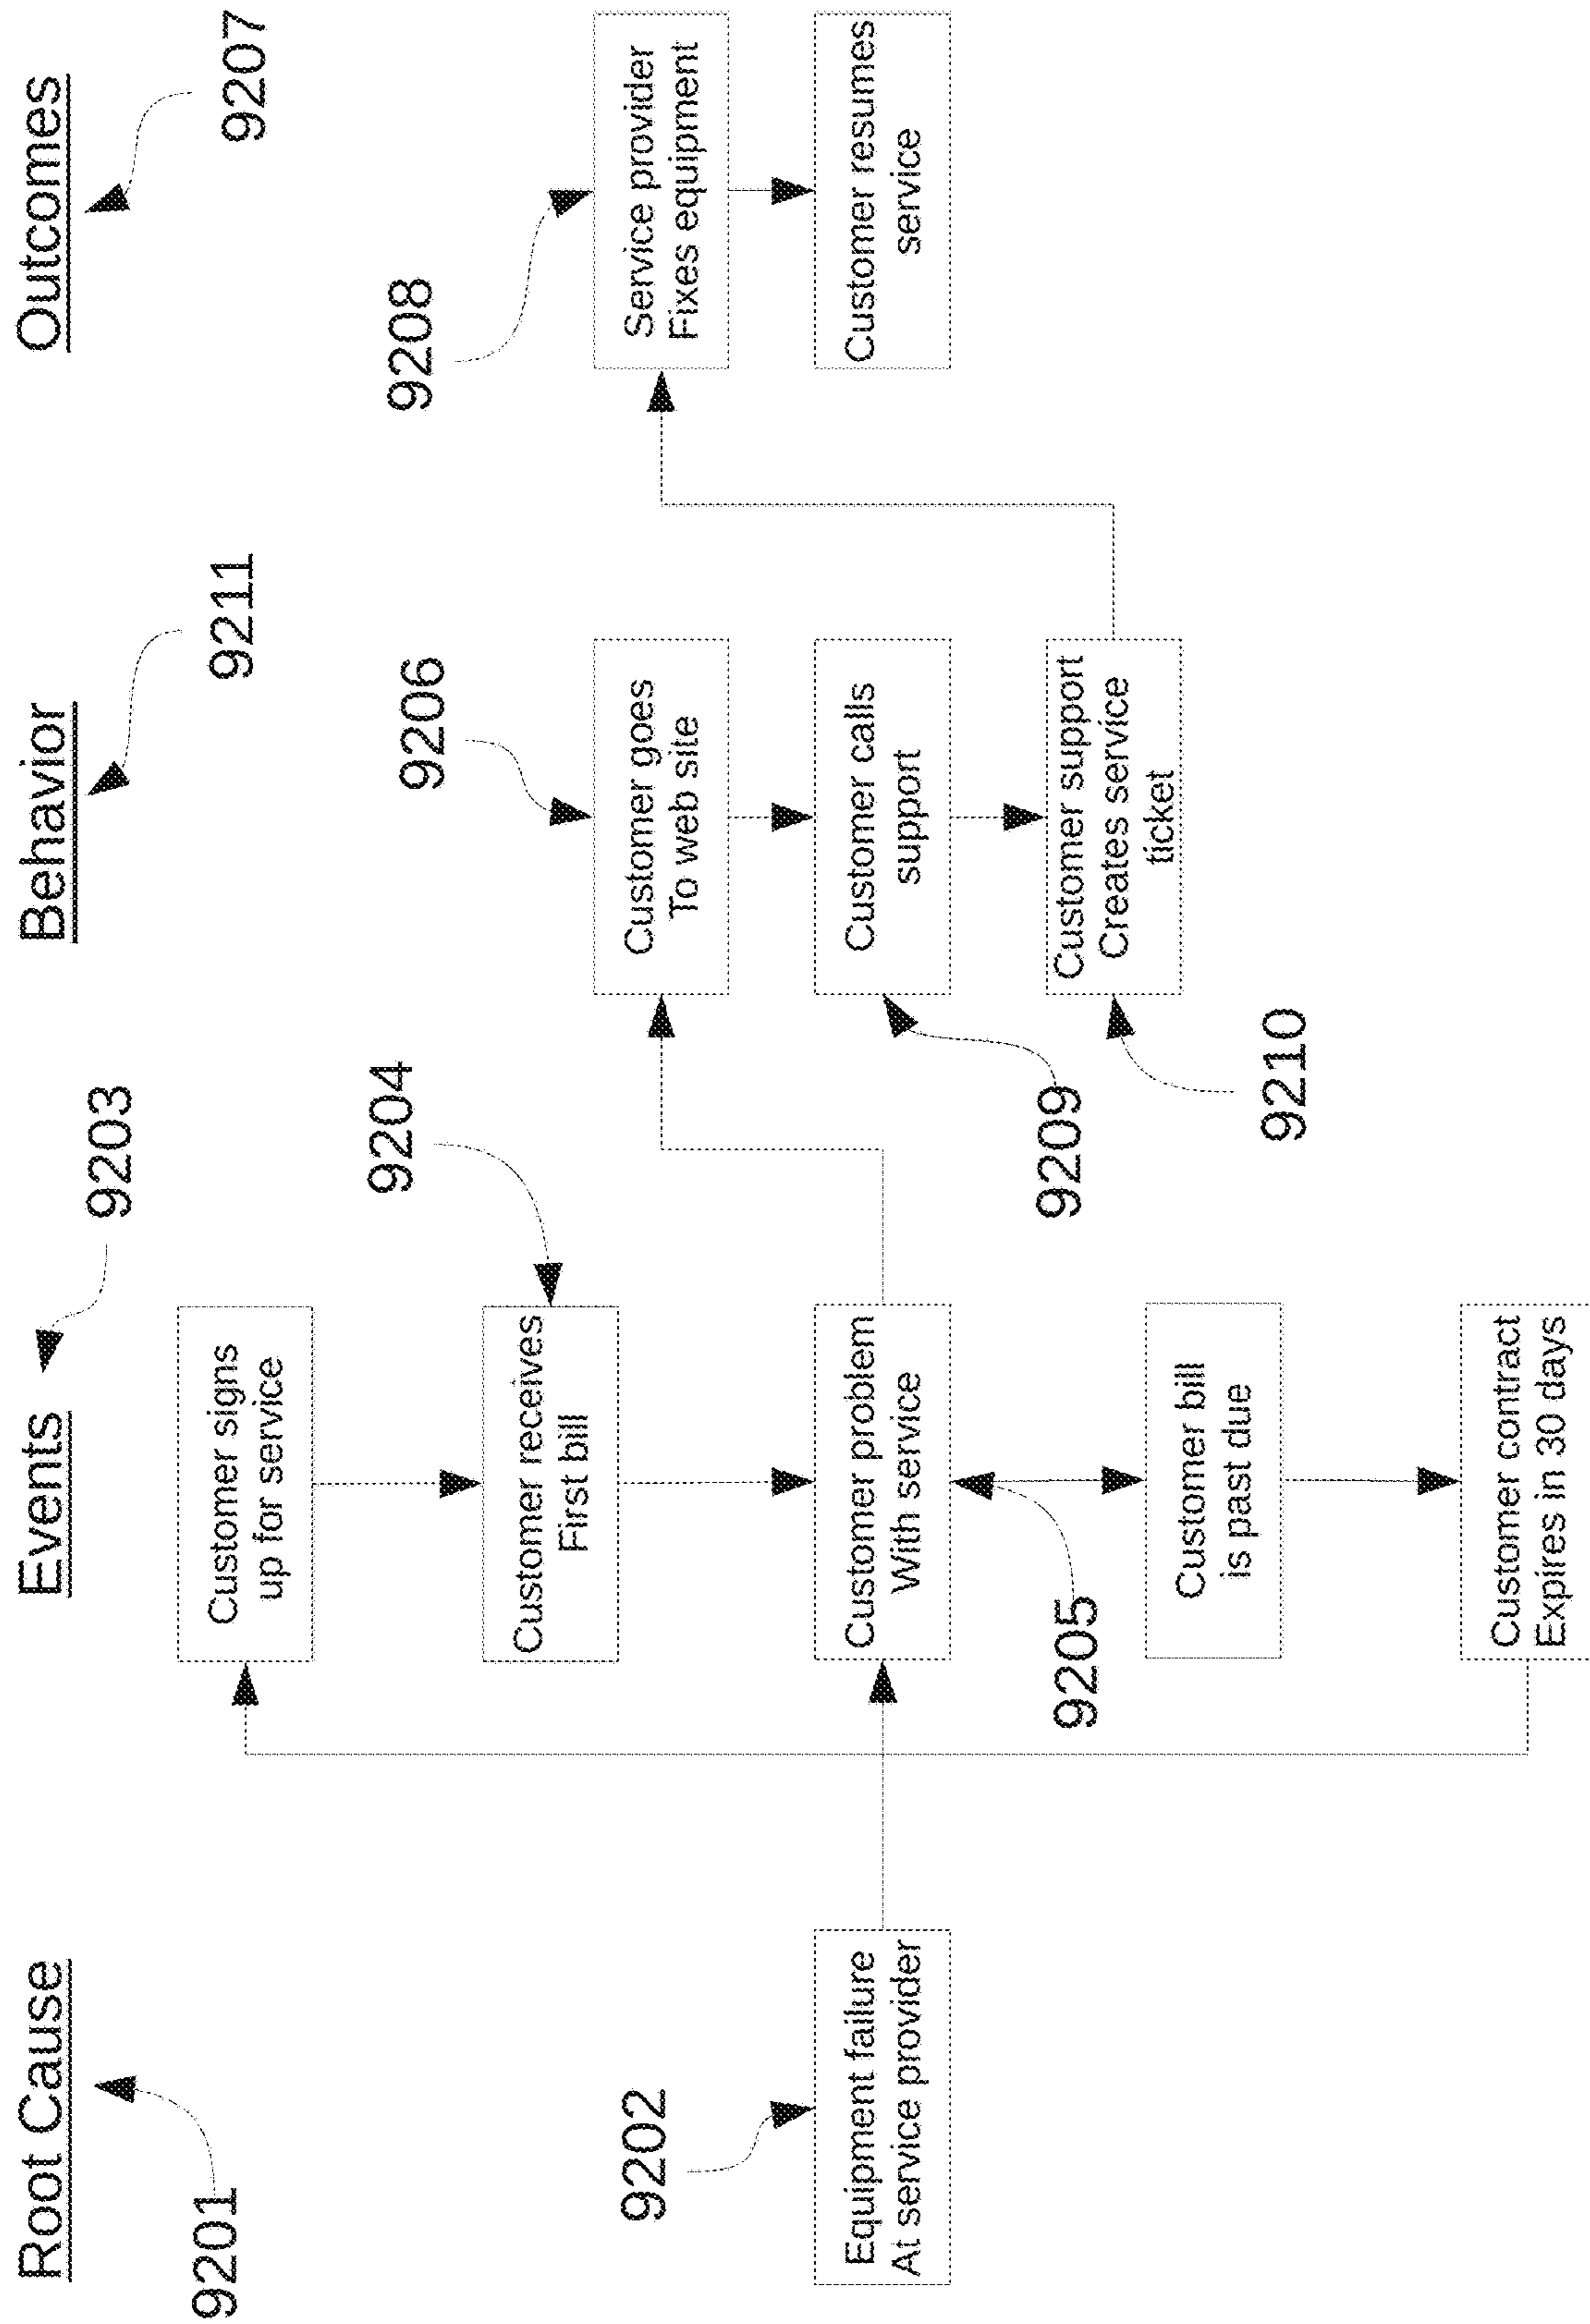 Root Cause
Events
Behavior
Outcomes
9201
9203
9211
9207
9202
9204
9206
9208
Equipment failure
At service provider
Customer signs
up for service
Customer receives
First bill
Customer problem
With service
9205
Customer bill
is past due
Customer contract
Expires in 30 days
Customer goes
To web site
Customer calls
support
9209
Customer support
Creates service
ticket
9210
Service provider
Fixes equipment
Customer resumes
service